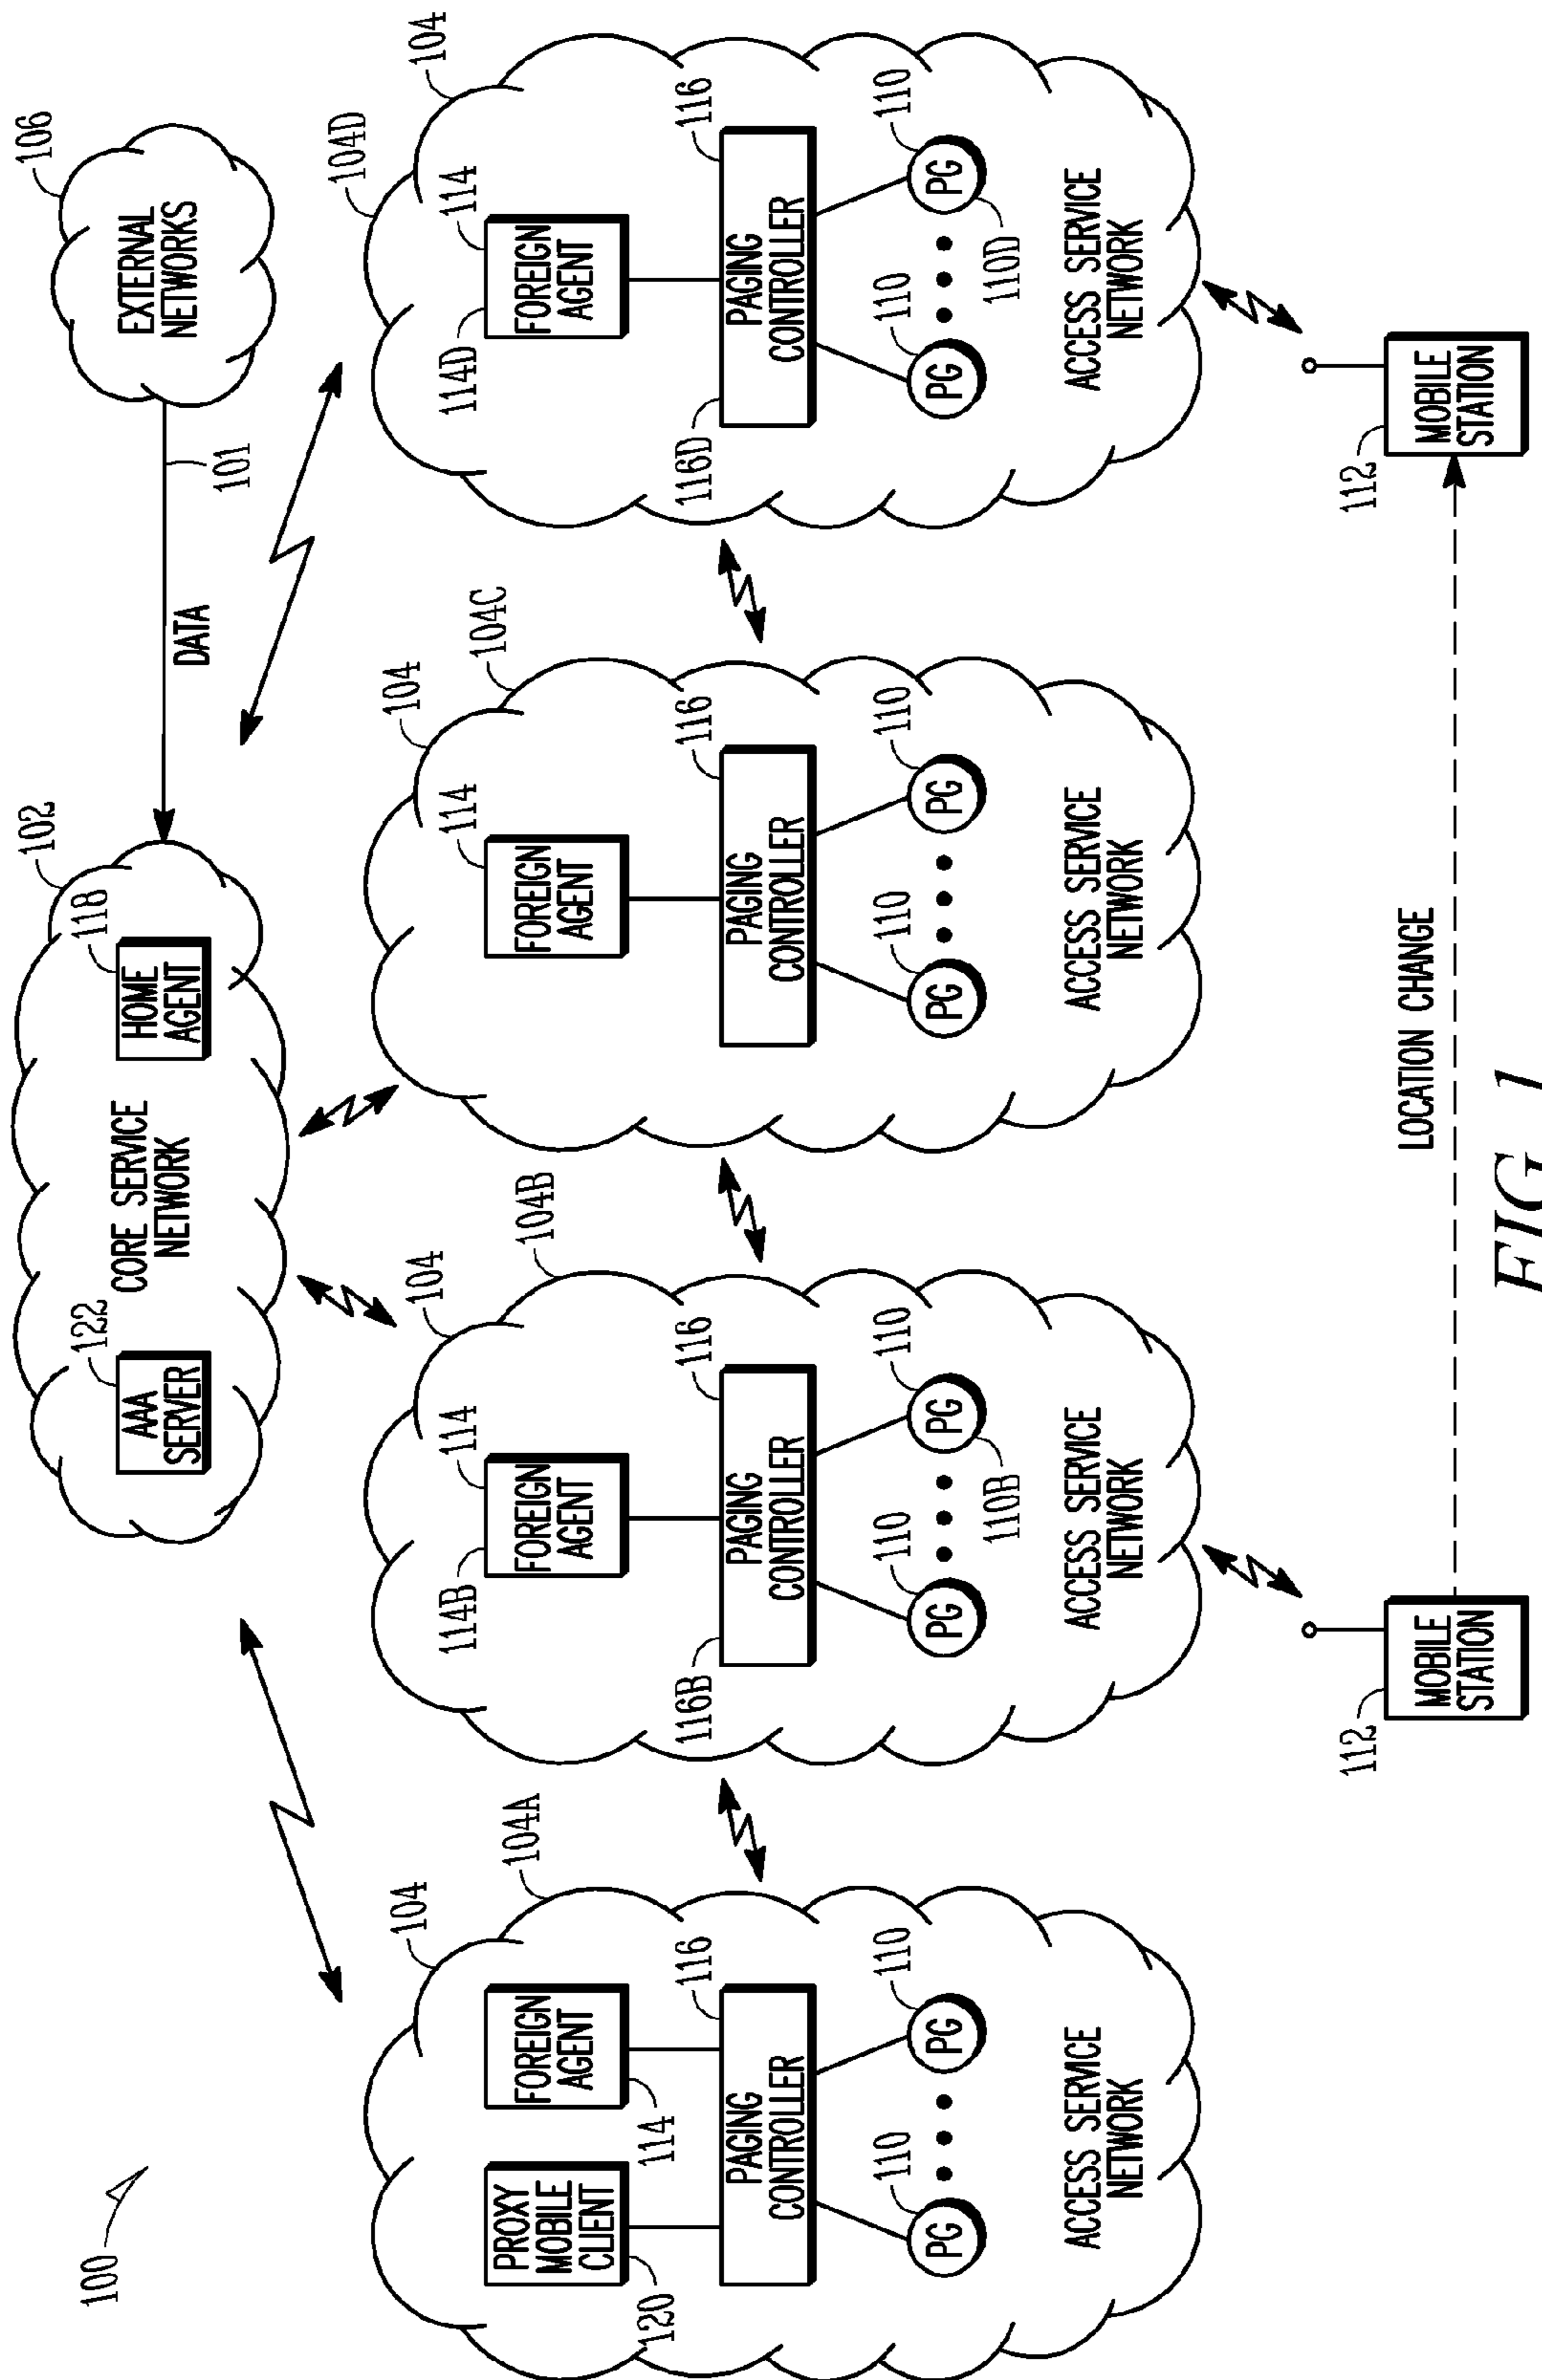 100
102
106
AAA
SERVER
122
CORE SERVICE
NETWORK
HOME
AGENT
118
DATA
101
EXTERNAL
NETWORKS
104
104A
PROXY
MOBILE
CLIENT
120
FOREIGN
AGENT
114
PAGING
CONTROLLER
116
PG
110
PG
110
ACCESS SERVICE
NETWORK
104
104B
FOREIGN
AGENT
114B
114
PAGING
CONTROLLER
116B
116
PG
110
PG
110
110B
ACCESS SERVICE
NETWORK
104
104C
FOREIGN
AGENT
114
PAGING
CONTROLLER
116
PG
110
PG
110
ACCESS SERVICE
NETWORK
104D
104
FOREIGN
AGENT
114D
114
PAGING
CONTROLLER
116D
116
PG
110
PG
110
110D
ACCESS SERVICE
NETWORK
112
MOBILE
STATION
LOCATION CHANGE
112
MOBILE
STATION
FIG. 1